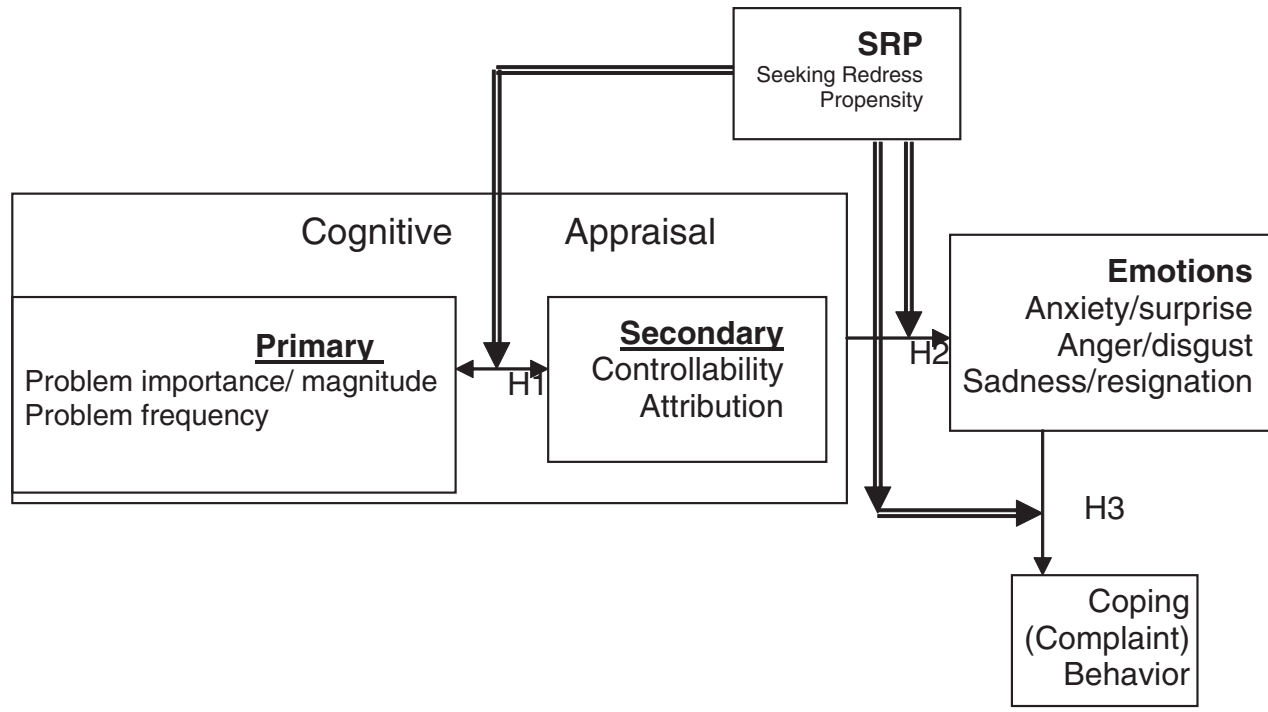 SRP
Seeking Redress
Propensity
Cognitive Appraisal
Primary
Problem importance/ magnitude
Problem frequency
H1
Secondary
Controllability
Attribution
H2
Emotions
Anxiety/surprise
Anger/disgust
Sadness/resignation
H3
Coping
(Complaint)
Behavior